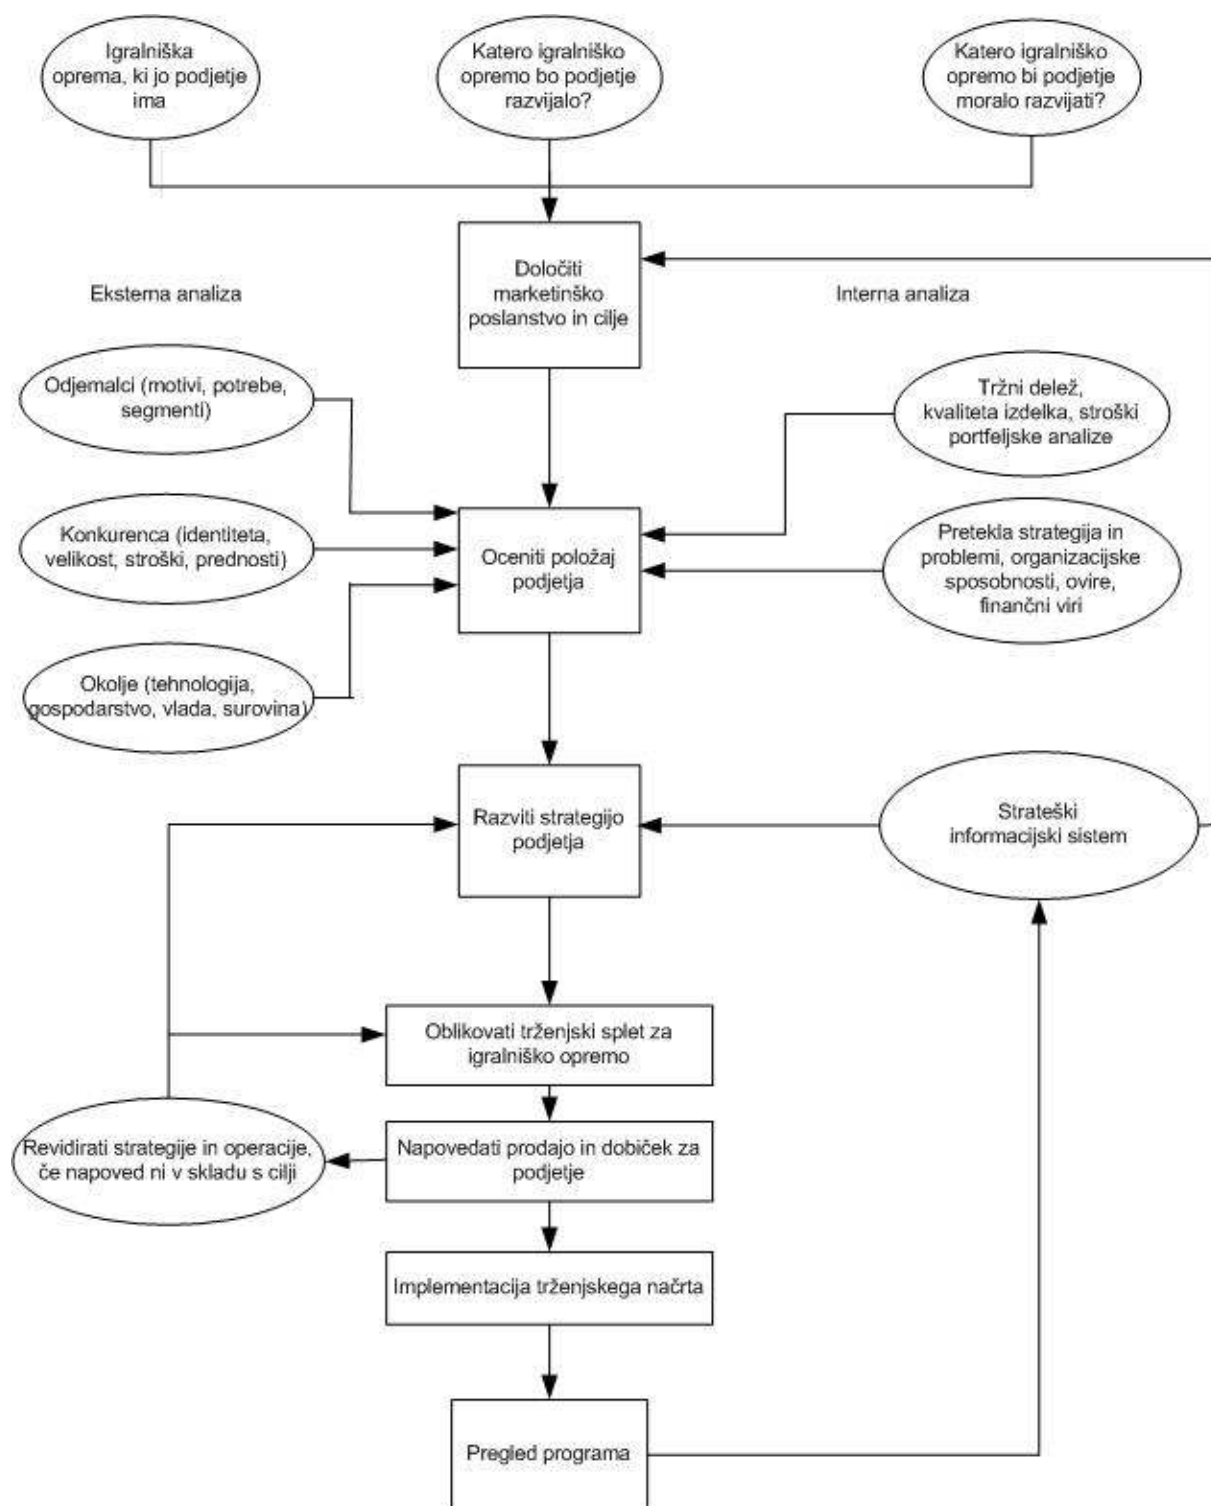 Igralniška
oprema, ki jo podjetje
ima
Katero igralniško
opremo bo podjetje
razvijalo?
Katero igralniško
opremo bi podjetje
moralo razvijati?
Določiti
marketinško
poslanstvo in cilje
Eksterna analiza
Interna analiza
Odjemalci (motivi, potrebe,
segmenti)
Tržni delež,
kvaliteta izdelka, stroški
portfeljske analize
Konkurenca (identiteta,
velikost, stroški, prednosti)
Oceniti položaj
podjetja
Pretekla strategija in
problemi, organizacijske
sposobnosti, ovire,
finančni viri
Okolje (tehnologija,
gospodarstvo, vlada, surovina)
Razviti strategijo
podjetja
Strateški
informacijski sistem
Oblikovati trženjski splet za
igralniško opremo
Revidirati strategije in operacije,
če napoved ni v skladu s cilji
Napovedati prodajo in dobiček za
podjetje
Implementacija trženjskega načrta
Pregled programa